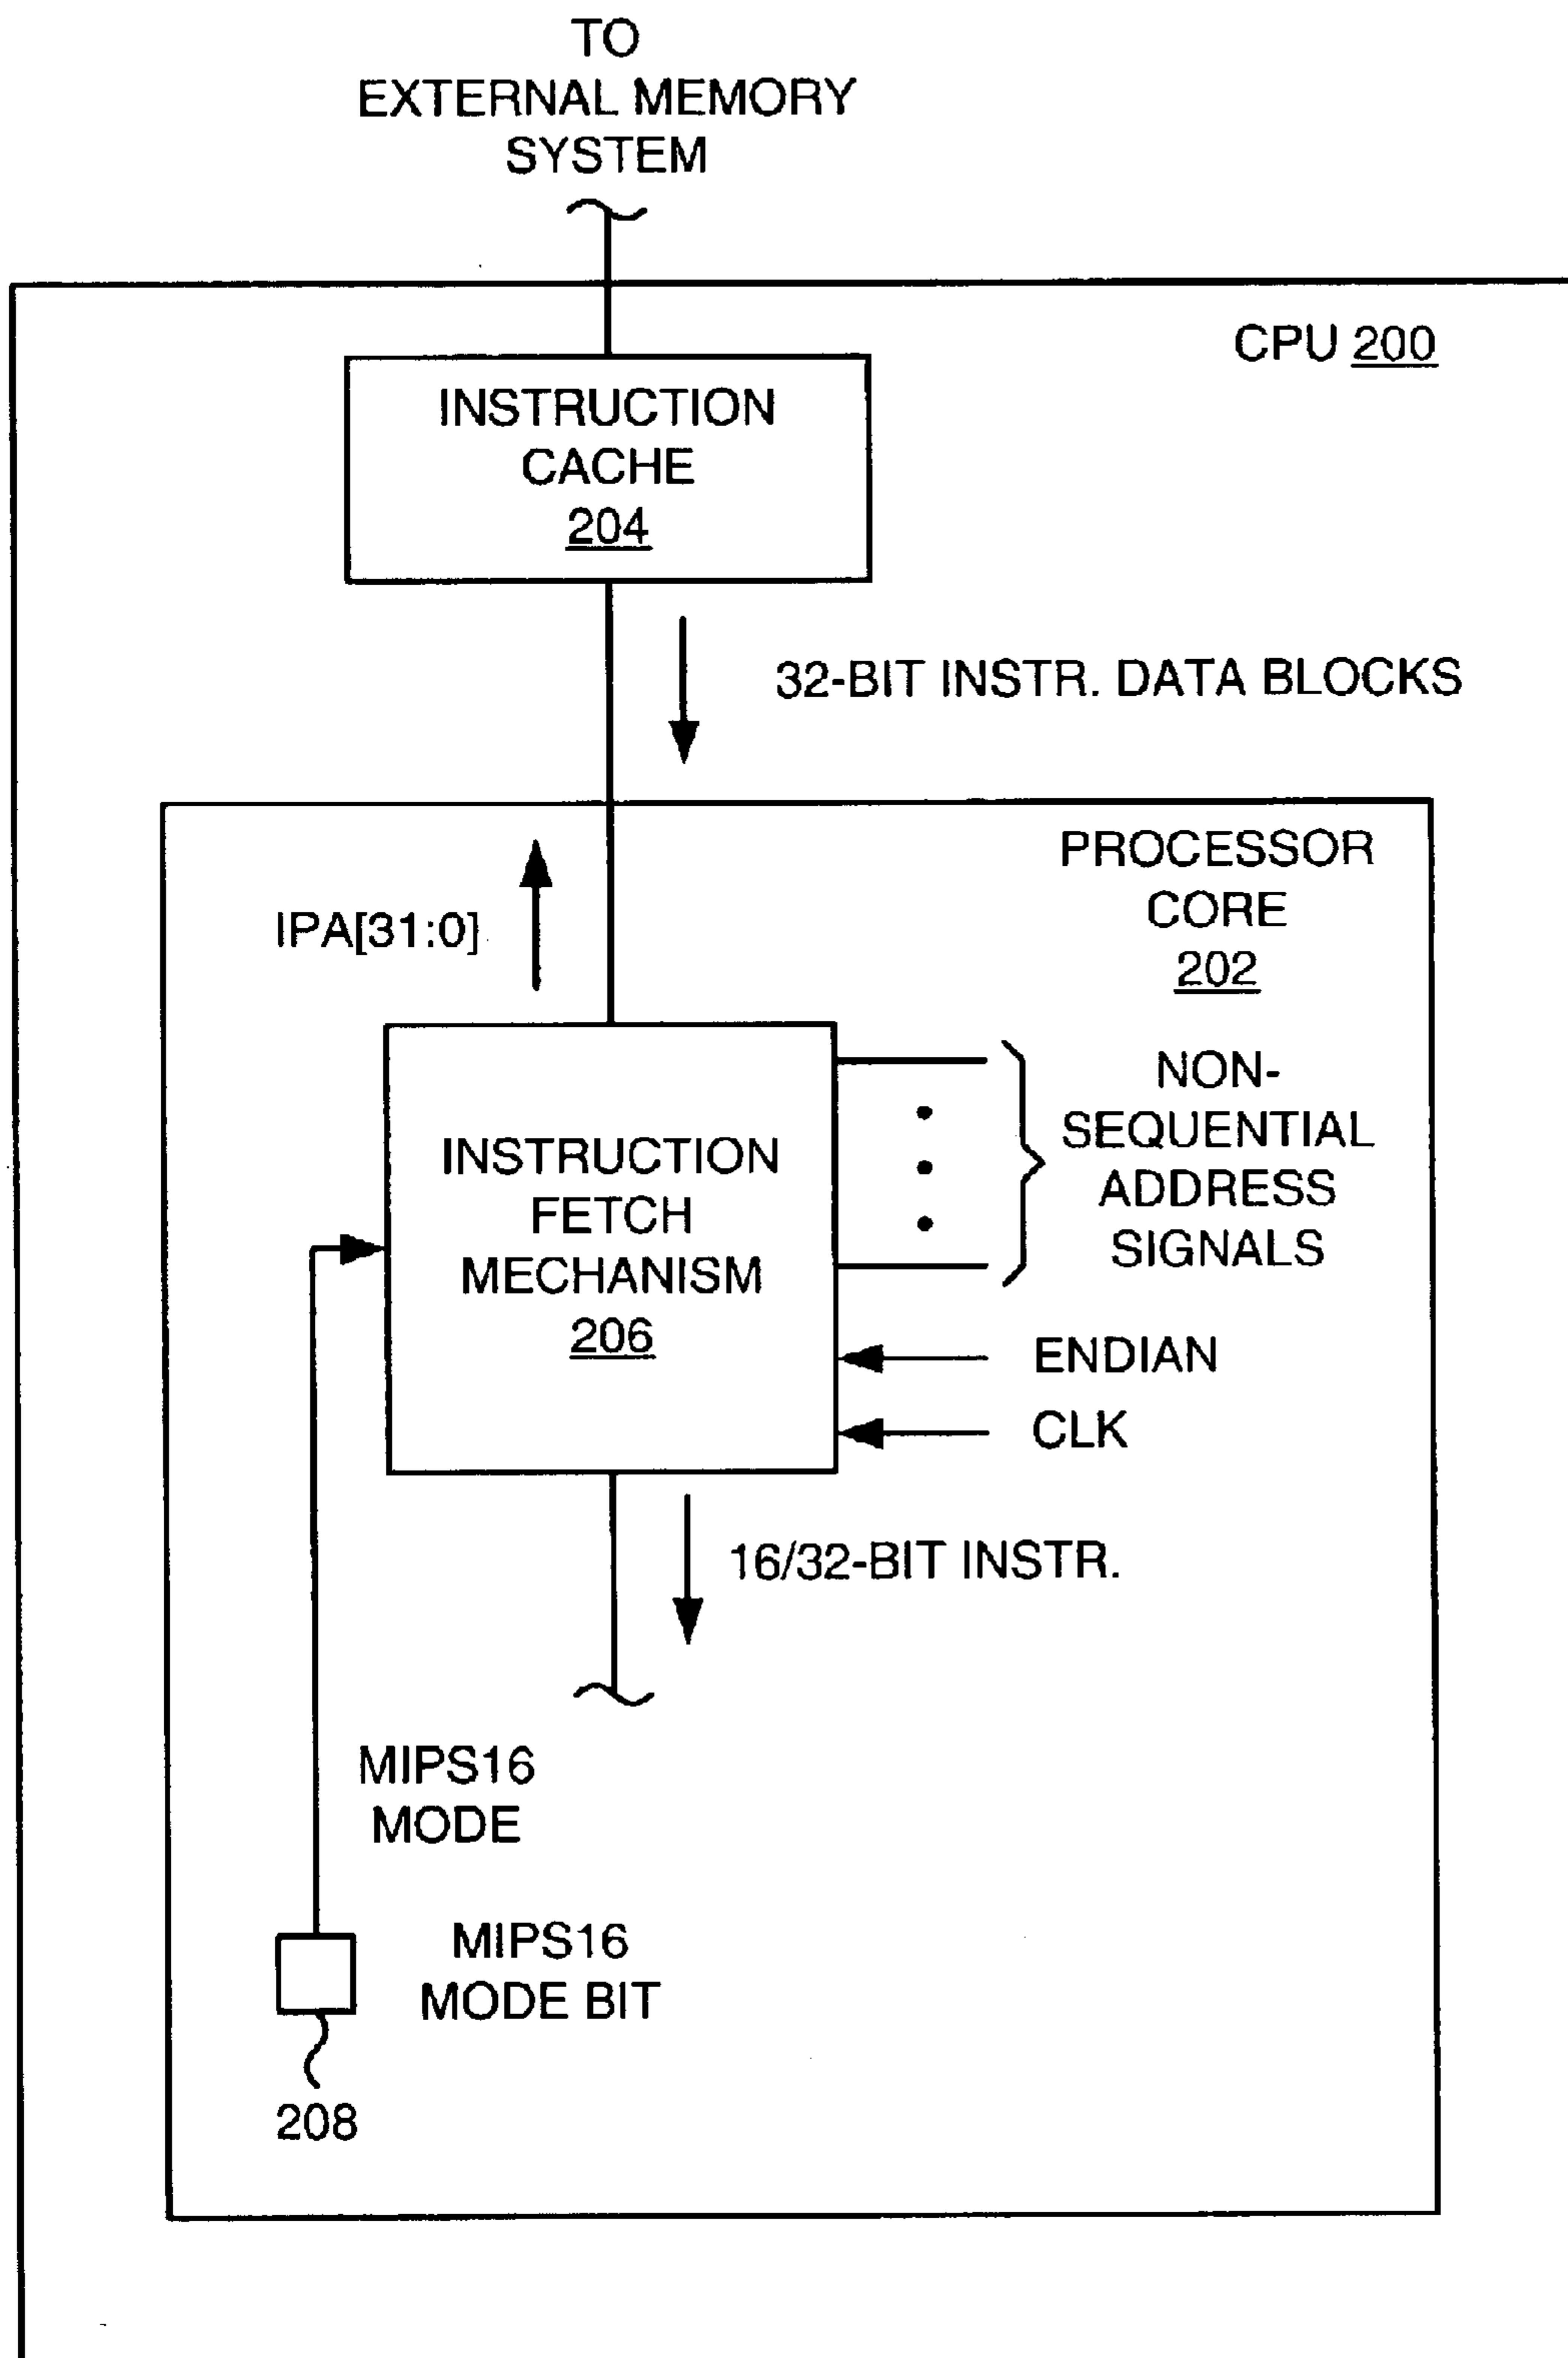 TO
EXTERNAL MEMORY
SYSTEM
CPU 200
INSTRUCTION
CACHE
204
32-BIT INSTR. DATA BLOCKS
PROCESSOR
CORE
202
IPA[31:0]
NON-
SEQUENTIAL
ADDRESS
SIGNALS
INSTRUCTION
FETCH
MECHANISM
206
ENDIAN
CLK
16/32-BIT INSTR.
MIPS16
MODE
MIPS16
MODE BIT
208